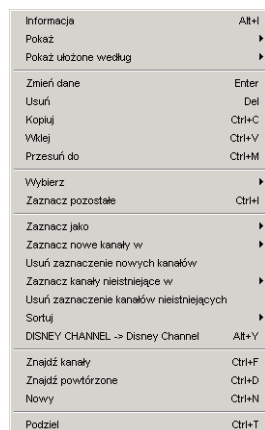 Informacja Alt+I
Pokaż
Pokaż ułożone według
Zmień dane Enter
Usuń Del
Kopiuj Ctrl+C
Wklej Ctrl+V
Przesuń do Ctrl+M
Wybierz
Zaznacz pozostałe Ctrl+I
Zaznacz jako
Zaznacz nowe kanały w
Usuń zaznaczenie nowych kanałów
Zaznacz kanały nieistniejące w
Usuń zaznaczenie kanałów nieistniejących
Sortuj
DISNEY CHANNEL -> Disney Channel Alt+Y
Znajdź kanały Ctrl+F
Znajdź powtórzone Ctrl+D
Nowy Ctrl+N
Podziel Ctrl+T